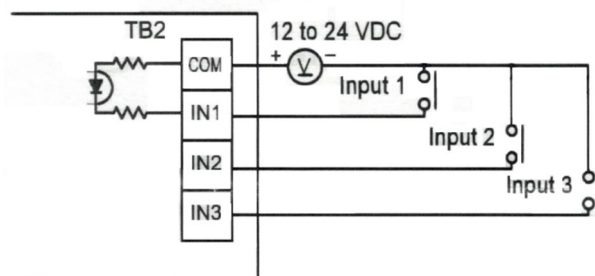 TB2
12 to 24 VDC
COM
+
V
−
Input 1
IN1
Input 2
IN2
Input 3
IN3